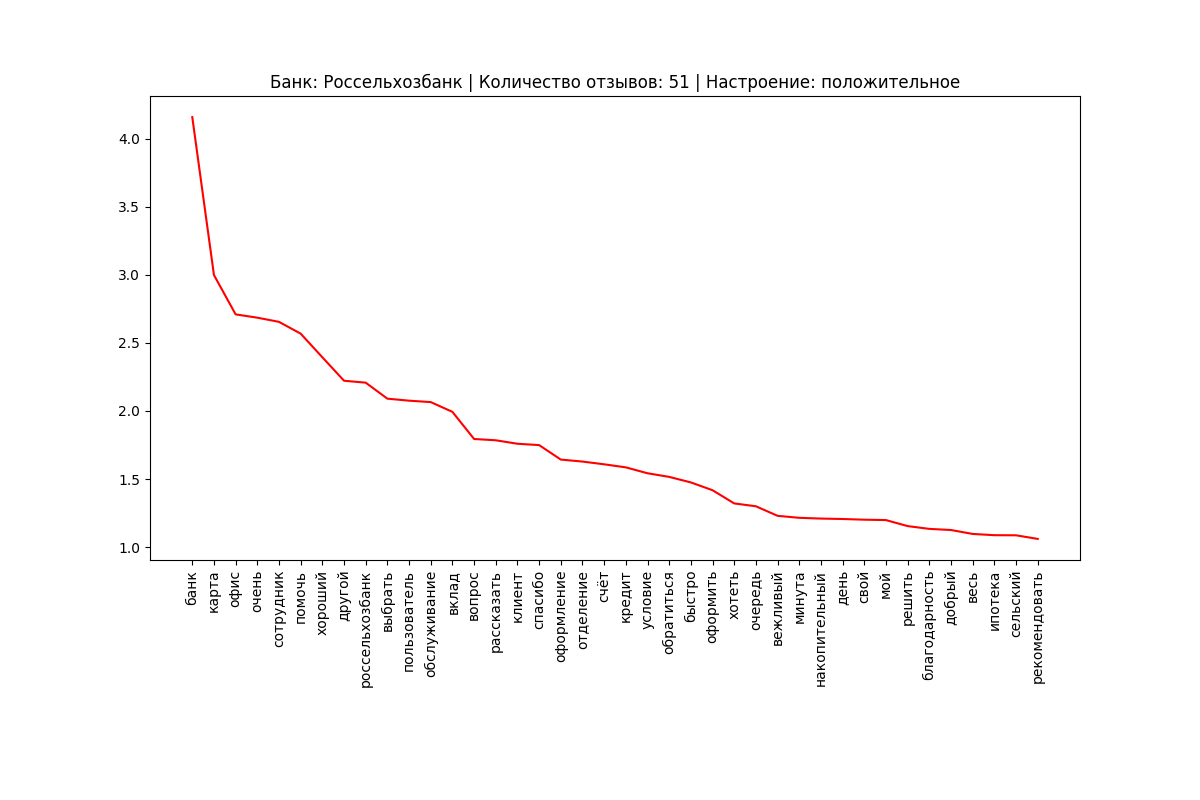 Банк: Россельхозбанк | Количество отзывов: 51 | Настроение: положительное
4.0
3.5
3.0
2.5
2.0
1.5
1.0
банк
карта
офис
очень
сотрудник
помочь
хороший
другой
россельхозбанк
выбрать
пользователь
обслуживание
вклад
вопрос
рассказать
клиент
спасибо
оформление
отделение
счёт
кредит
условие
обратиться
быстро
оформить
хотеть
очередь
вежливый
минута
накопительный
день
свой
мой
решить
благодарность
добрый
весь
ипотека
сельский
рекомендовать